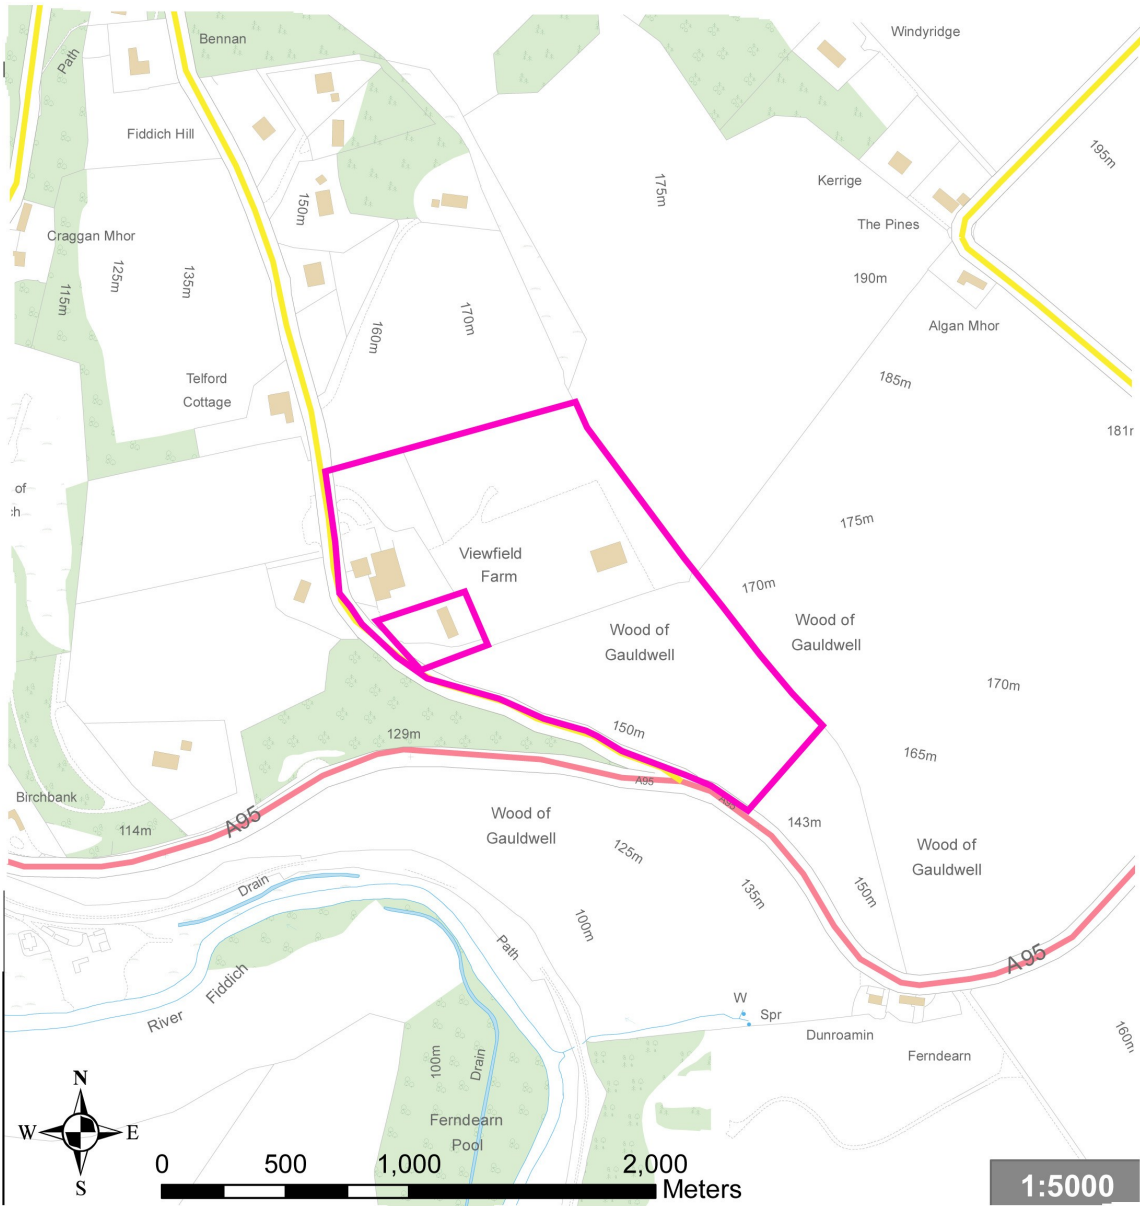 Bennan
Windyridge
Path
Fiddich Hill
195m
Kerrige
175m
150m
The Pines
Craggan Mhor
125m
135m
115m
190m
170m
160m
Algan Mhor
Telford
Cottage
185m
181r
of
:h
175m
Viewfield
Farm
170m
Wood of
Gauldwell
Wood of
Gauldwell
170m
150m
129m
165m
A95
A95
Birchbank
114m
A95
Wood of
Gauldwell
143m
125m
Wood of
Gauldwell
135m
150m
Drain
100m
Path
A95
River
Fiddich
W
Spr
Dunroamin
Ferndearn
160m
100m
Drain
Ferndearn
Pool
N
W
E
S
0 500 1,000 2,000
Meters
1:5000